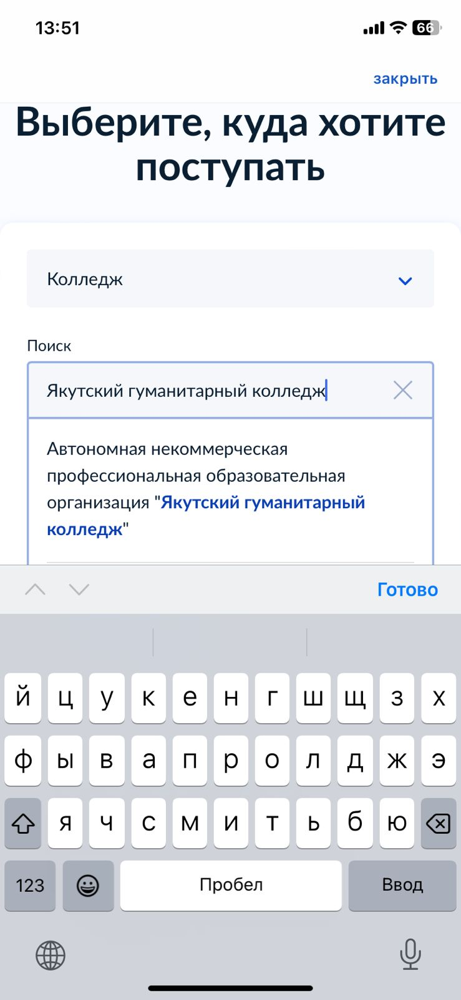 13:51
66
закрыть
Выберите, куда хотите
поступать
Колледж
Поиск
Якутский гуманитарный колледж
Автономная некоммерческая
профессиональная образовательная
организация "Якутский гуманитарный
колледж"
Готово
й ц у к е н г ш щ з х
ф ы в а п р о л д ж э
я ч с м и т ь б ю
123 Пробел Ввод